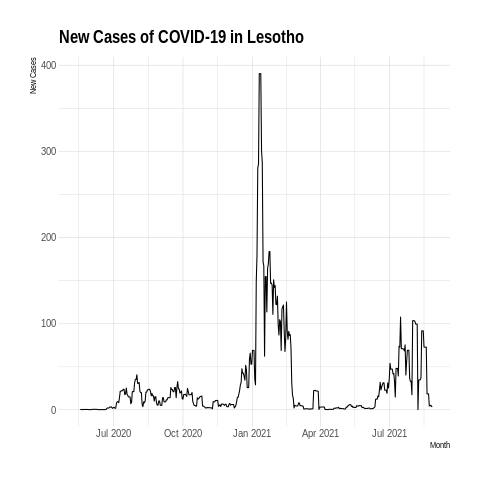 New Cases of COVID-19 in Lesotho
New Cases
400
300
200
100
0
Jul 2020
Oct 2020
Jan 2021
Apr 2021
Jul 2021
Month